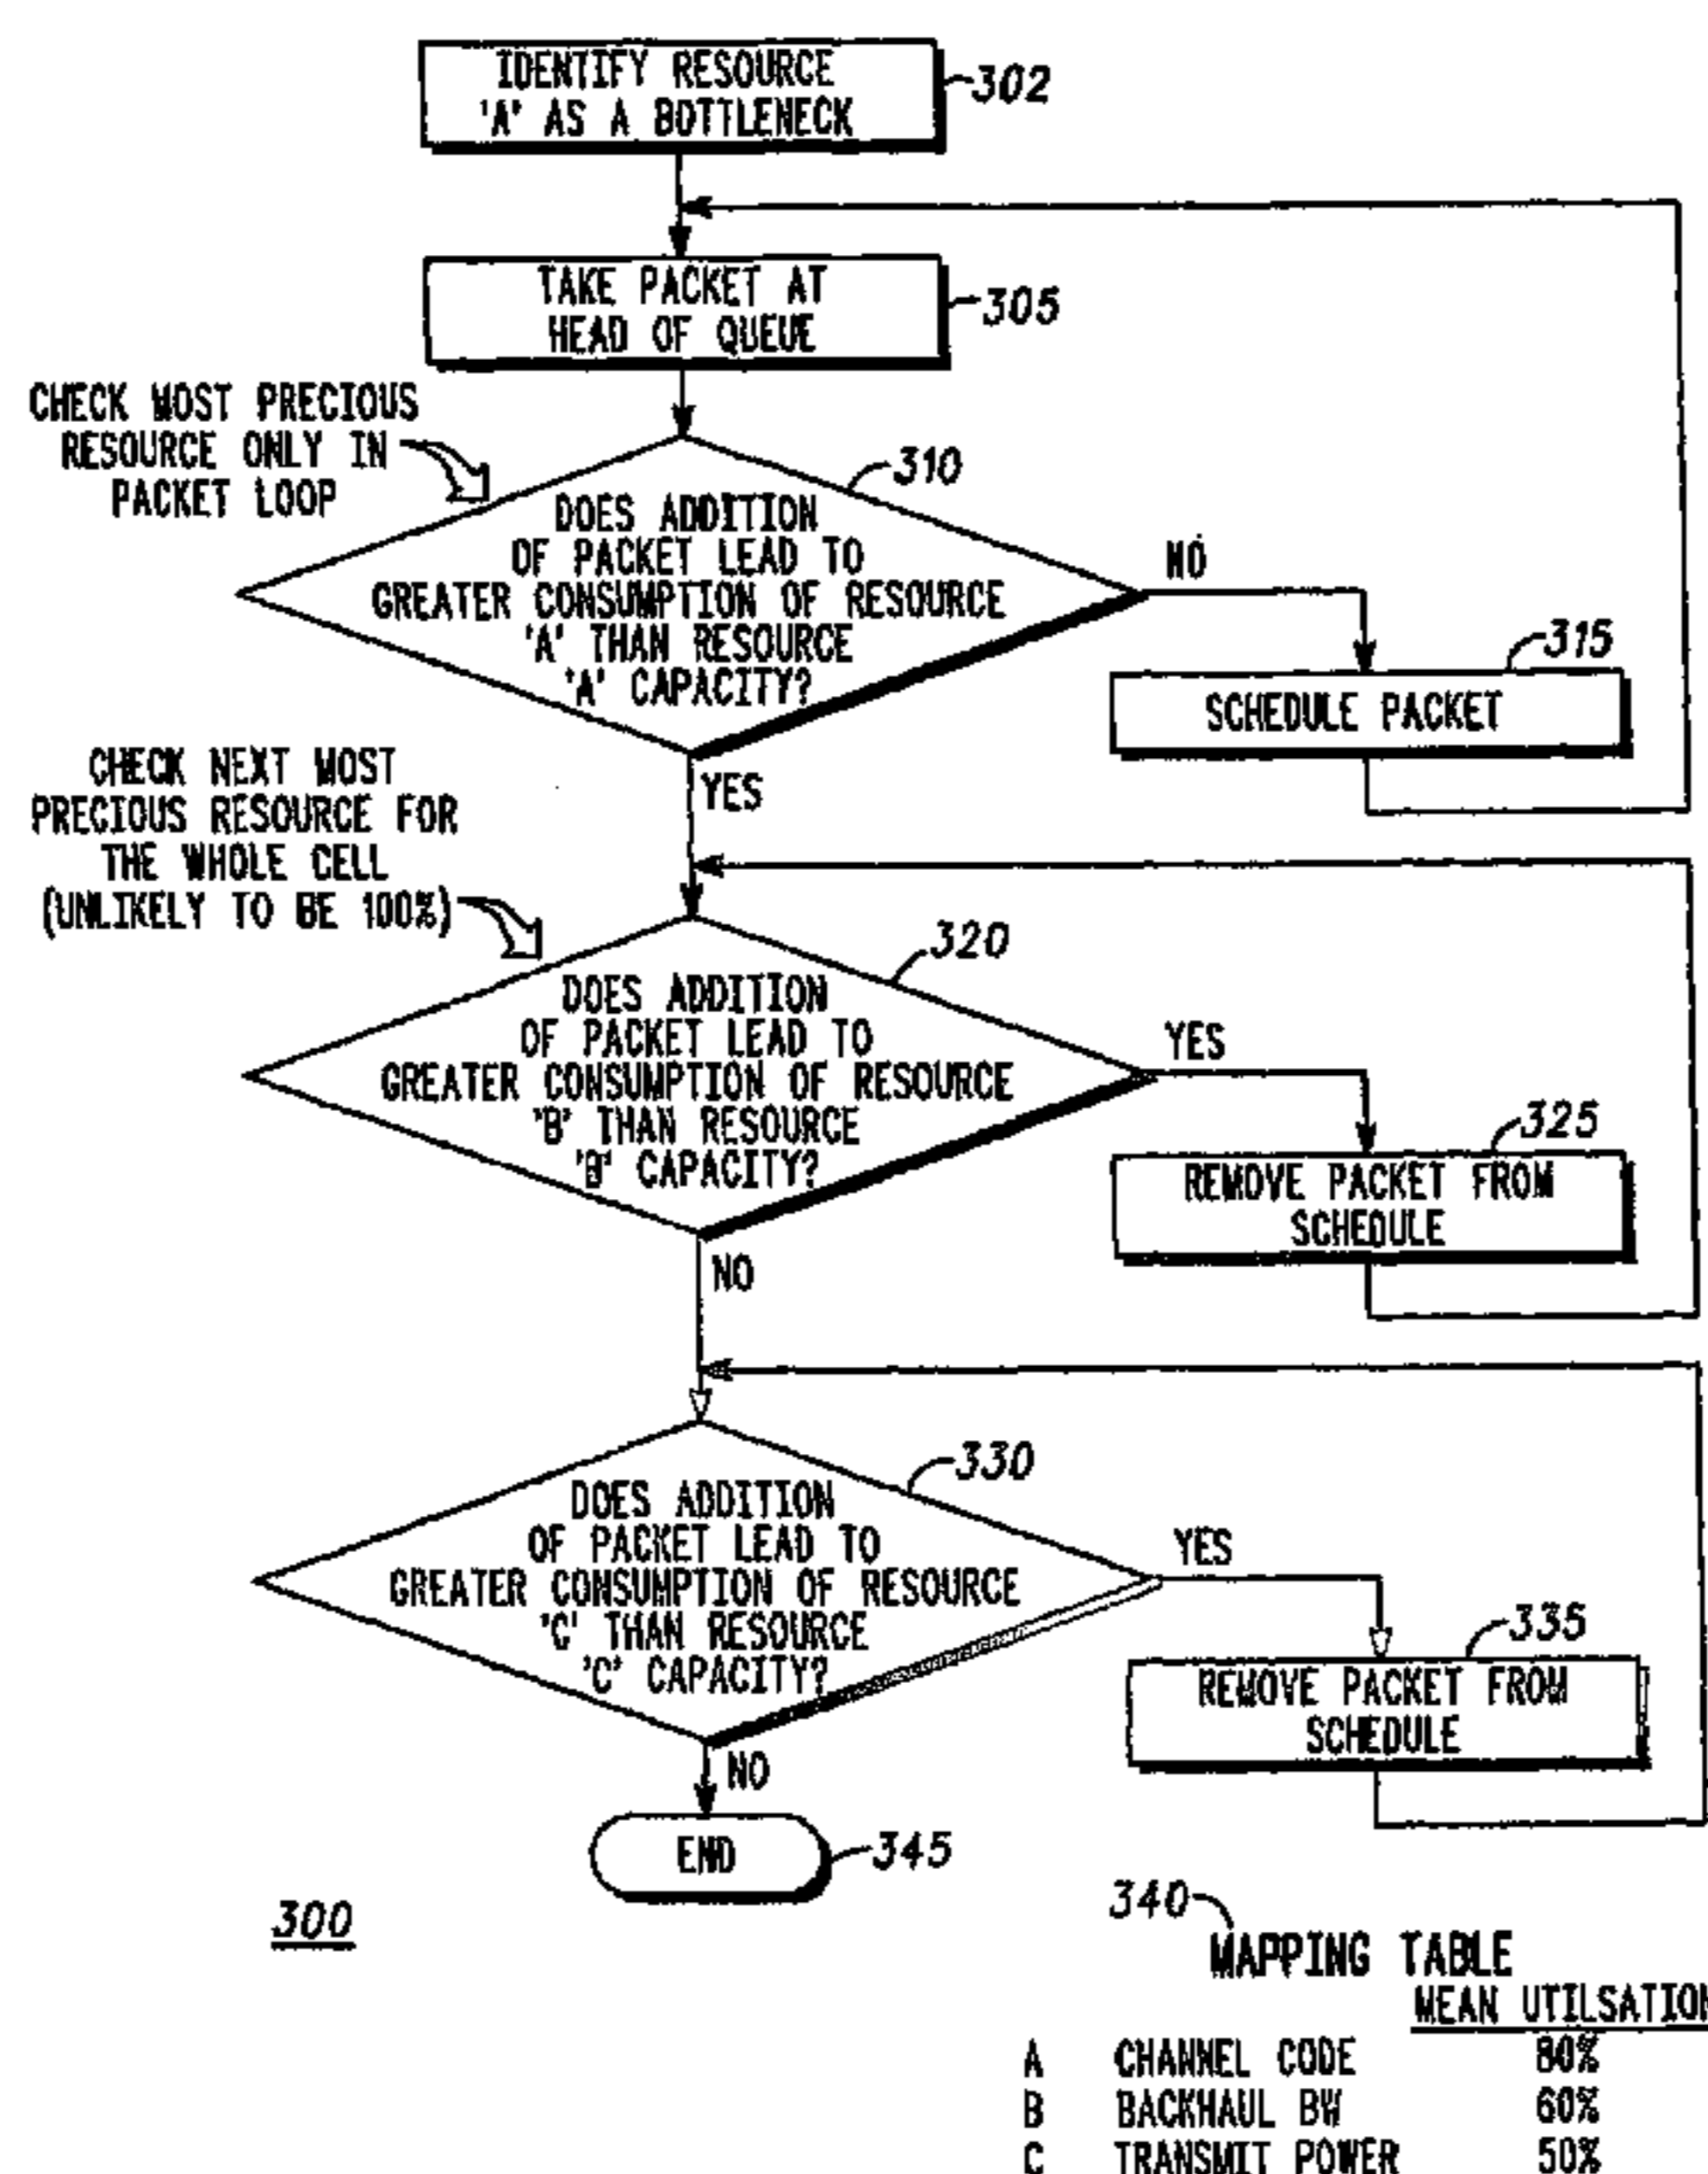 IDENTIFY RESOURCE
'A' AS A BOTTLENECK
302
TAKE PACKET AT
HEAD OF QUEUE
305
CHECK MOST PRECIOUS
RESOURCE ONLY IN
PACKET LOOP
310
DOES ADDITION
OF PACKET LEAD TO
GREATER CONSUMPTION OF RESOURCE
'A' THAN RESOURCE
'A' CAPACITY?
NO
315
SCHEDULE PACKET
YES
CHECK NEXT MOST
PRECIOUS RESOURCE FOR
THE WHOLE CELL
(UNLIKELY TO BE 100%)
320
DOES ADDITION
OF PACKET LEAD TO
GREATER CONSUMPTION OF RESOURCE
'B' THAN RESOURCE
'B' CAPACITY?
YES
325
REMOVE PACKET FROM
SCHEDULE
NO
330
DOES ADDITION
OF PACKET LEAD TO
GREATER CONSUMPTION OF RESOURCE
'C' THAN RESOURCE
'C' CAPACITY?
YES
335
REMOVE PACKET FROM
SCHEDULE
NO
END
345
300
340
MAPPING TABLE
MEAN UTILSATION
A CHANNEL CODE 80%
B BACKHAUL BW 60%
C TRANSMIT POWER 50%